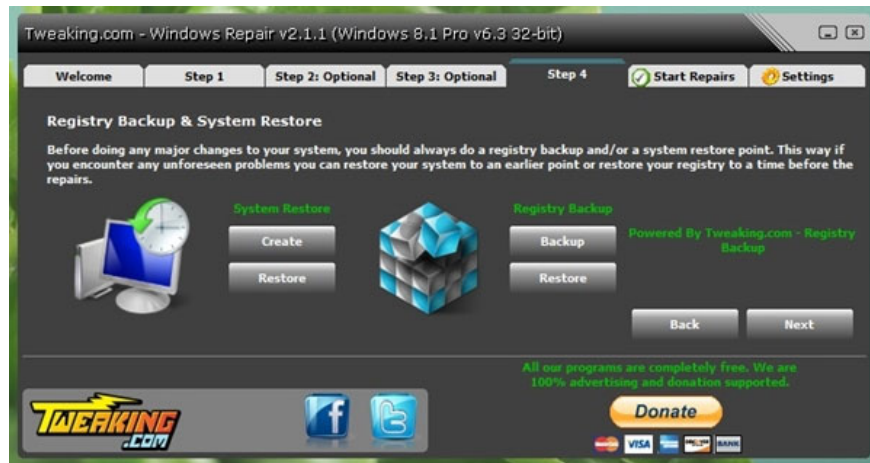 Tweaking.com - Windows Repair v2.1.1 (Windows 8.1 Pro v6.3 32-bit)
Welcome
Step 1
Step 2: Optional
Step 3: Optional
Step 4
Start Repairs
Settings
Registry Backup & System Restore
Before doing any major changes to your system, you should always do a registry backup and/or a system restore point. This way if
you encounter any unforeseen problems you can restore your system to an earlier point or restore your registry to a time before the
repairs.
System Restore
Create
Restore
Registry Backup
Backup
Restore
Powered By Tweaking.com - Registry
Backup
Back
Next
All our programs are completely free. We are
100% advertising and donation supported.
TWEAKING
.COM
Donate
VISA
BANK